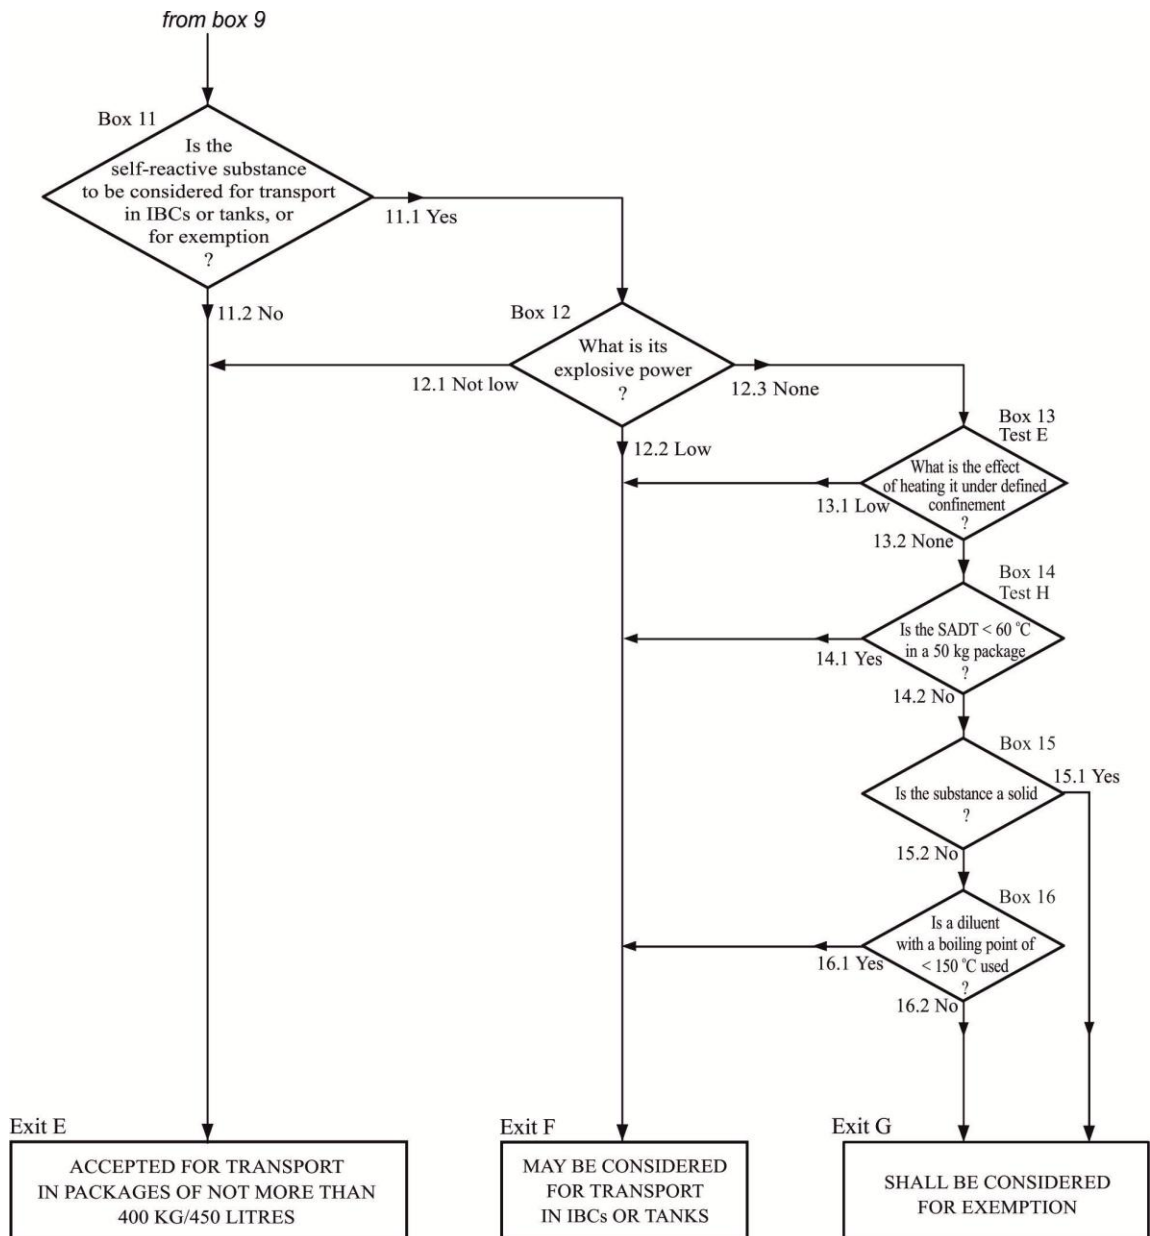 from box 9
Box 11
Is the
self-reactive substance
to be considered for transport
in IBCs or tanks, or
for exemption
?
11.1 Yes
11.2 No
Box 12
What is its
explosive power
?
12.1 Not low
12.3 None
12.2 Low
Box 13
Test E
What is the effect
of heating it under defined
confinement
?
13.1 Low
13.2 None
Box 14
Test H
Is the SADT < 60 °C
in a 50 kg package
?
14.1 Yes
14.2 No
Box 15
15.1 Yes
Is the substance a solid
?
15.2 No
Box 16
Is a diluent
with a boiling point of
< 150 °C used
?
16.1 Yes
16.2 No
Exit E
ACCEPTED FOR TRANSPORT
IN PACKAGES OF NOT MORE THAN
400 KG/450 LITRES
Exit F
MAY BE CONSIDERED
FOR TRANSPORT
IN IBCs OR TANKS
Exit G
SHALL BE CONSIDERED
FOR EXEMPTION